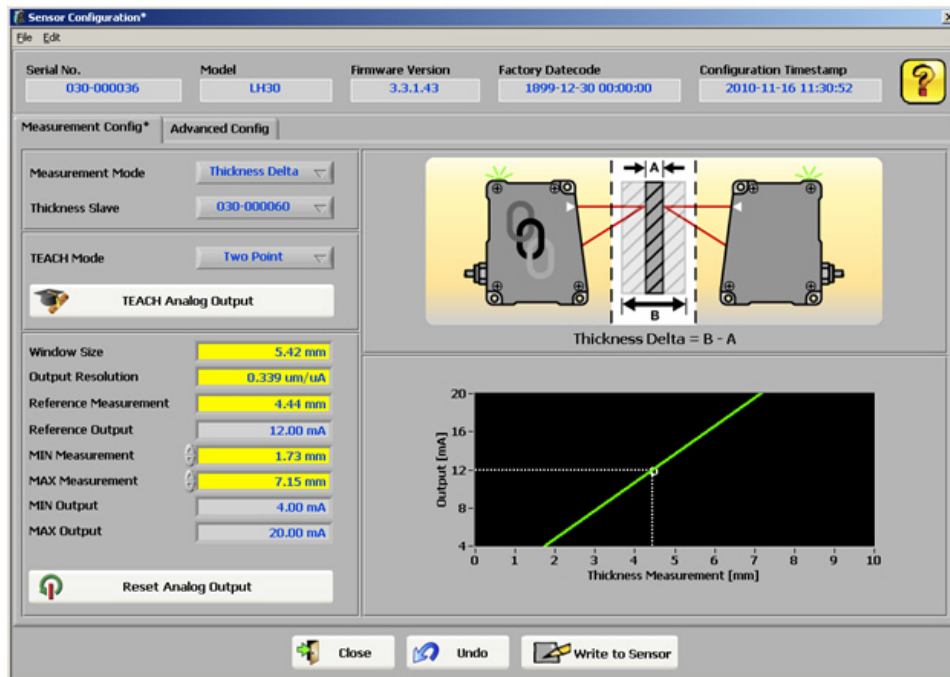 Sensor Configuration*
File Edit
Serial No. Model Firmware Version Factory Datecode Configuration Timestamp
030-000036 LH30 3.3.1.43 1899-12-30 00:00:00 2010-11-16 11:30:52
?
Measurement Config* Advanced Config
Measurement Mode Thickness Delta
Thickness Slave 030-000060
TEACH Mode Two Point
TEACH Analog Output
Window Size 5.42 mm
Output Resolution 0.339 um/uA
Reference Measurement 4.44 mm
Reference Output 12.00 mA
MIN Measurement 1.73 mm
MAX Measurement 7.15 mm
MIN Output 4.00 mA
MAX Output 20.00 mA
Reset Analog Output
A
B
Thickness Delta = B - A
Output [mA]
20
16
12
8
4
0 1 2 3 4 5 6 7 8 9 10
Thickness Measurement [mm]
Close Undo Write to Sensor